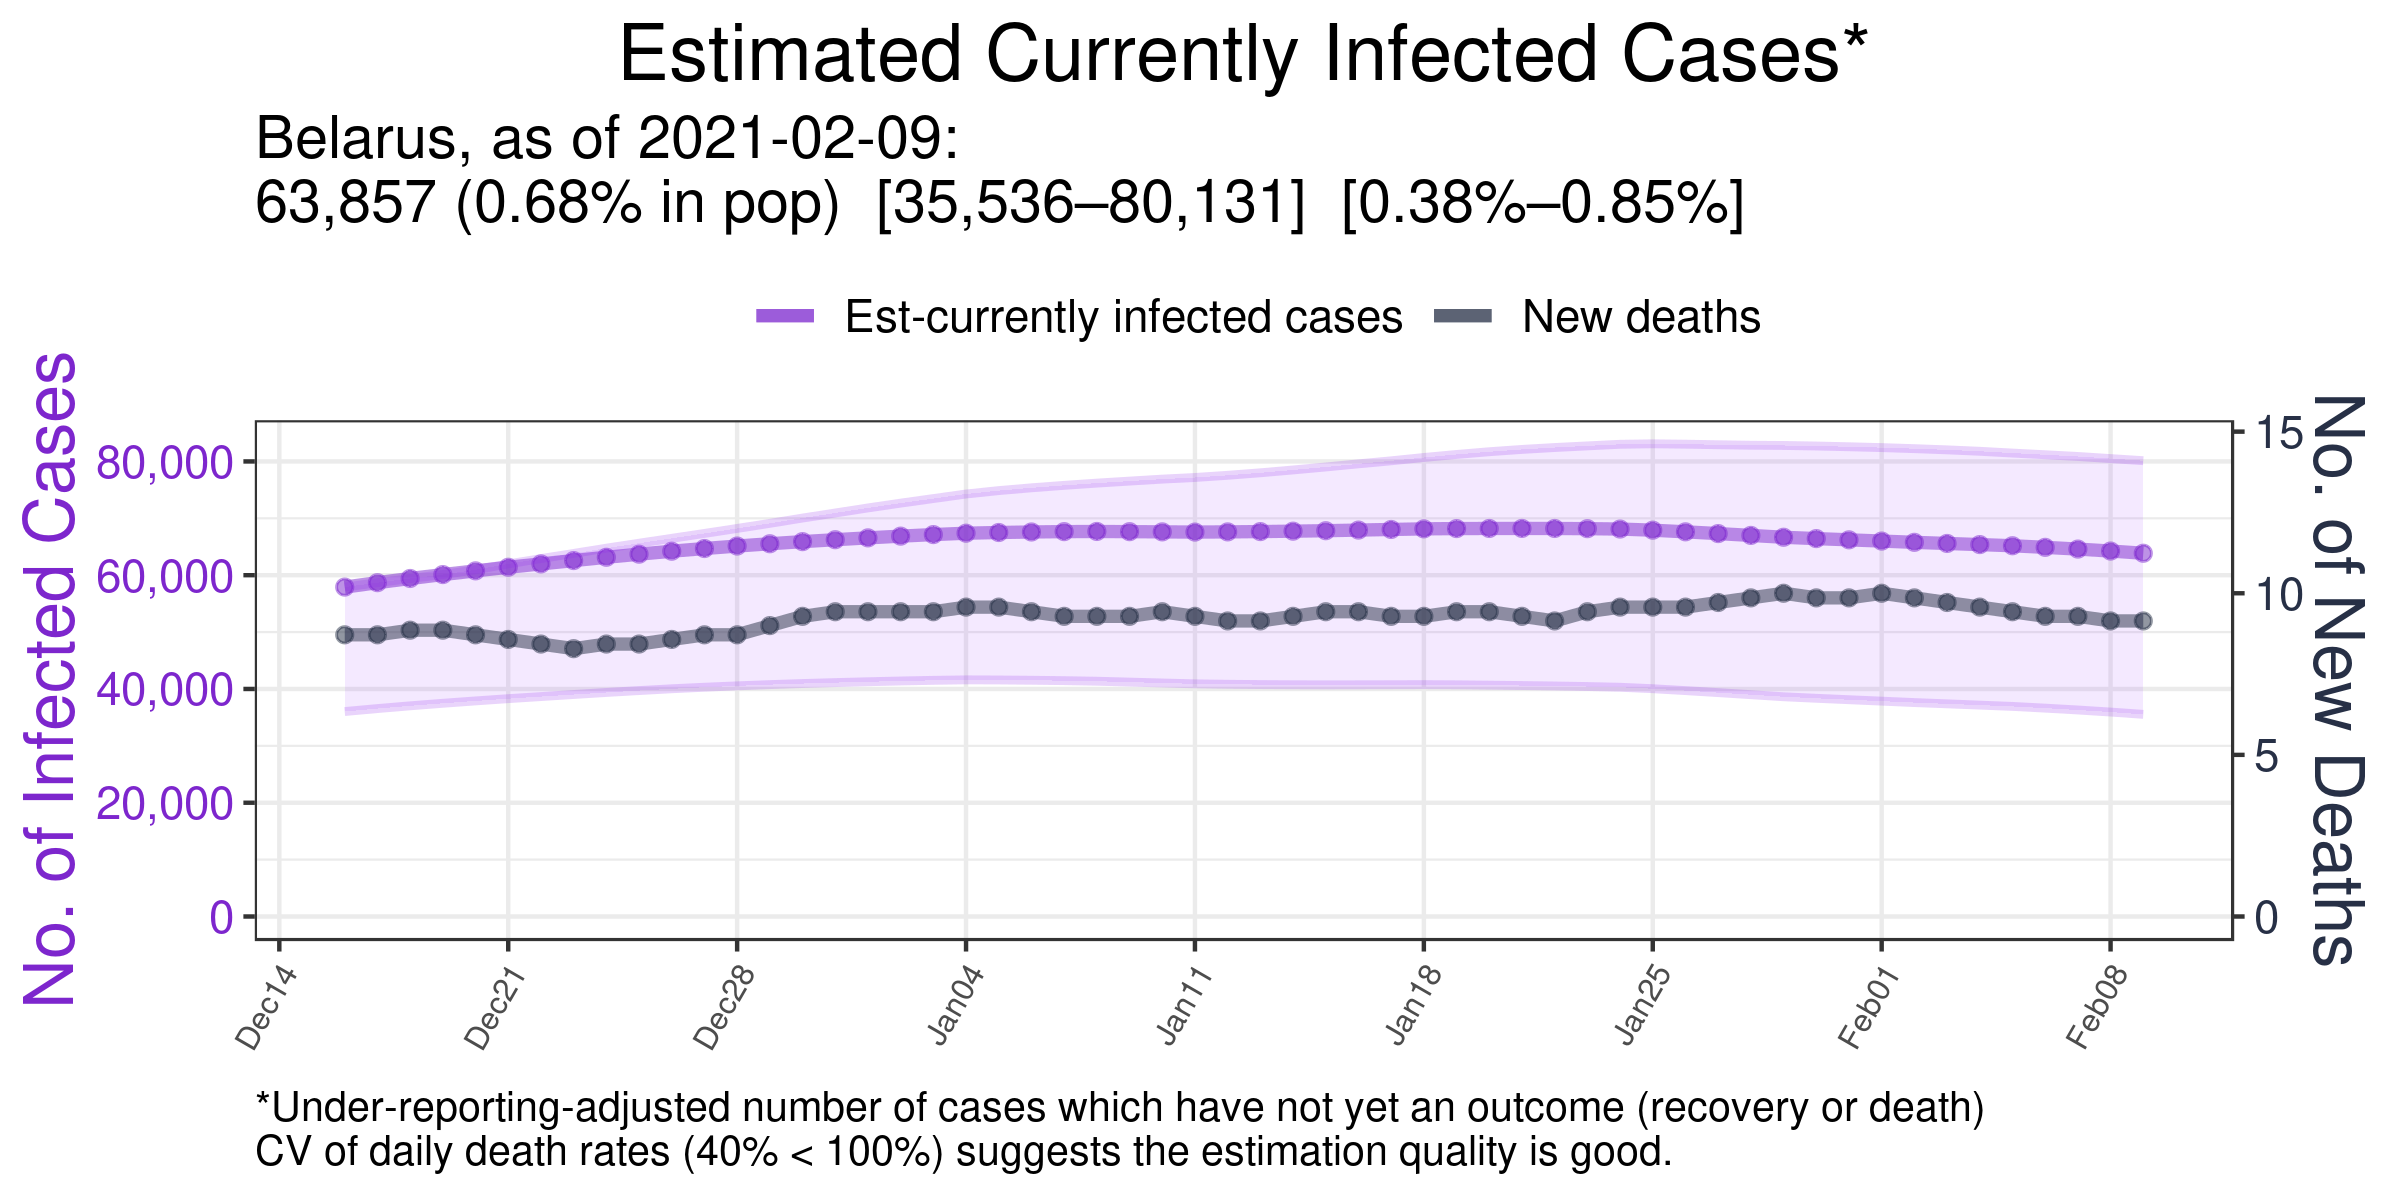 Estimated Currently Infected Cases*
Belarus, as of 2021-02-09:
63,857 (0.68% in pop)  [35,536–80,131]  [0.38%–0.85%]
Est-currently infected cases
New deaths
No. of Infected Cases
80,000
60,000
40,000
20,000
0
15
10
5
0
No. of New Deaths
Dec14
Dec21
Dec28
Jan04
Jan11
Jan18
Jan25
Feb01
Feb08
*Under-reporting-adjusted number of cases which have not yet an outcome (recovery or death)
CV of daily death rates (40% < 100%) suggests the estimation quality is good.